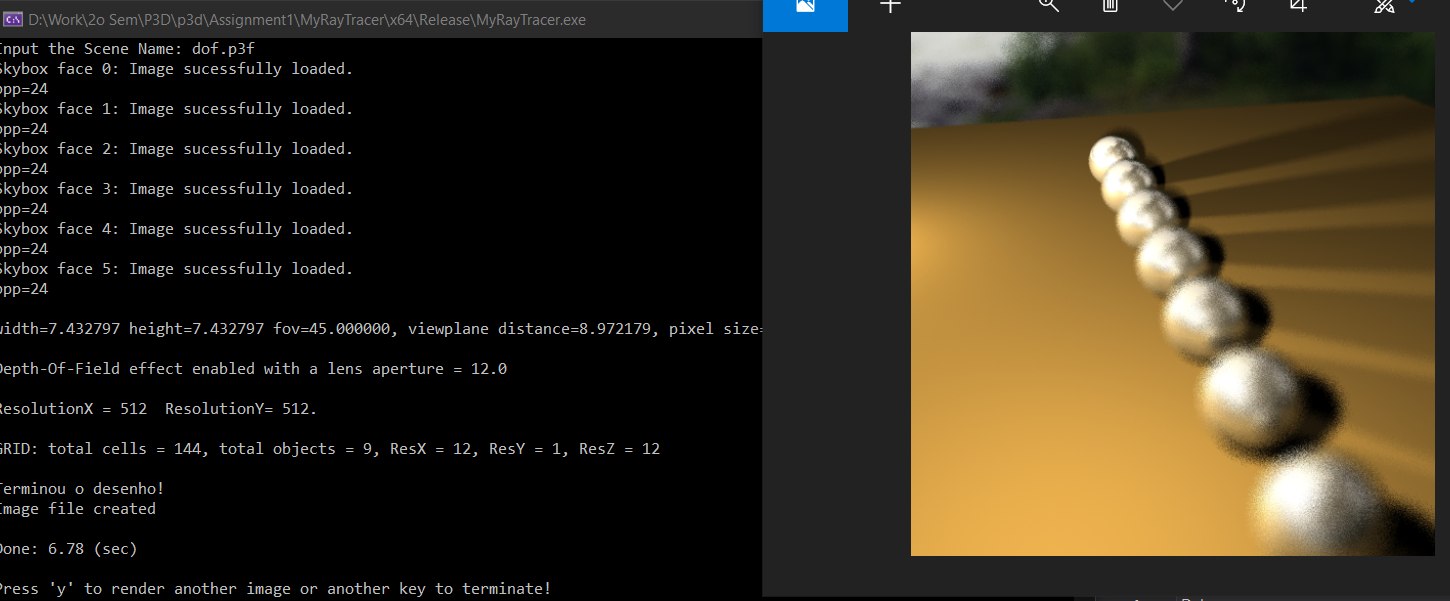 D:\Work\2o Sem\P3D\p3d\Assignment1\MyRayTracer\x64\Release\MyRayTracer.exe
Input the Scene Name: dof.p3f
Skybox face 0: Image sucessfully loaded.
bpp=24
Skybox face 1: Image sucessfully loaded.
bpp=24
Skybox face 2: Image sucessfully loaded.
bpp=24
Skybox face 3: Image sucessfully loaded.
bpp=24
Skybox face 4: Image sucessfully loaded.
bpp=24
Skybox face 5: Image sucessfully loaded.
bpp=24
width=7.432797 height=7.432797 fov=45.000000, viewplane distance=8.972179, pixel size=
Depth-Of-Field effect enabled with a lens aperture = 12.0
ResolutionX = 512  ResolutionY= 512.
GRID: total cells = 144, total objects = 9, ResX = 12, ResY = 1, ResZ = 12
Terminou o desenho!
Image file created
Done: 6.78 (sec)
Press 'y' to render another image or another key to terminate!